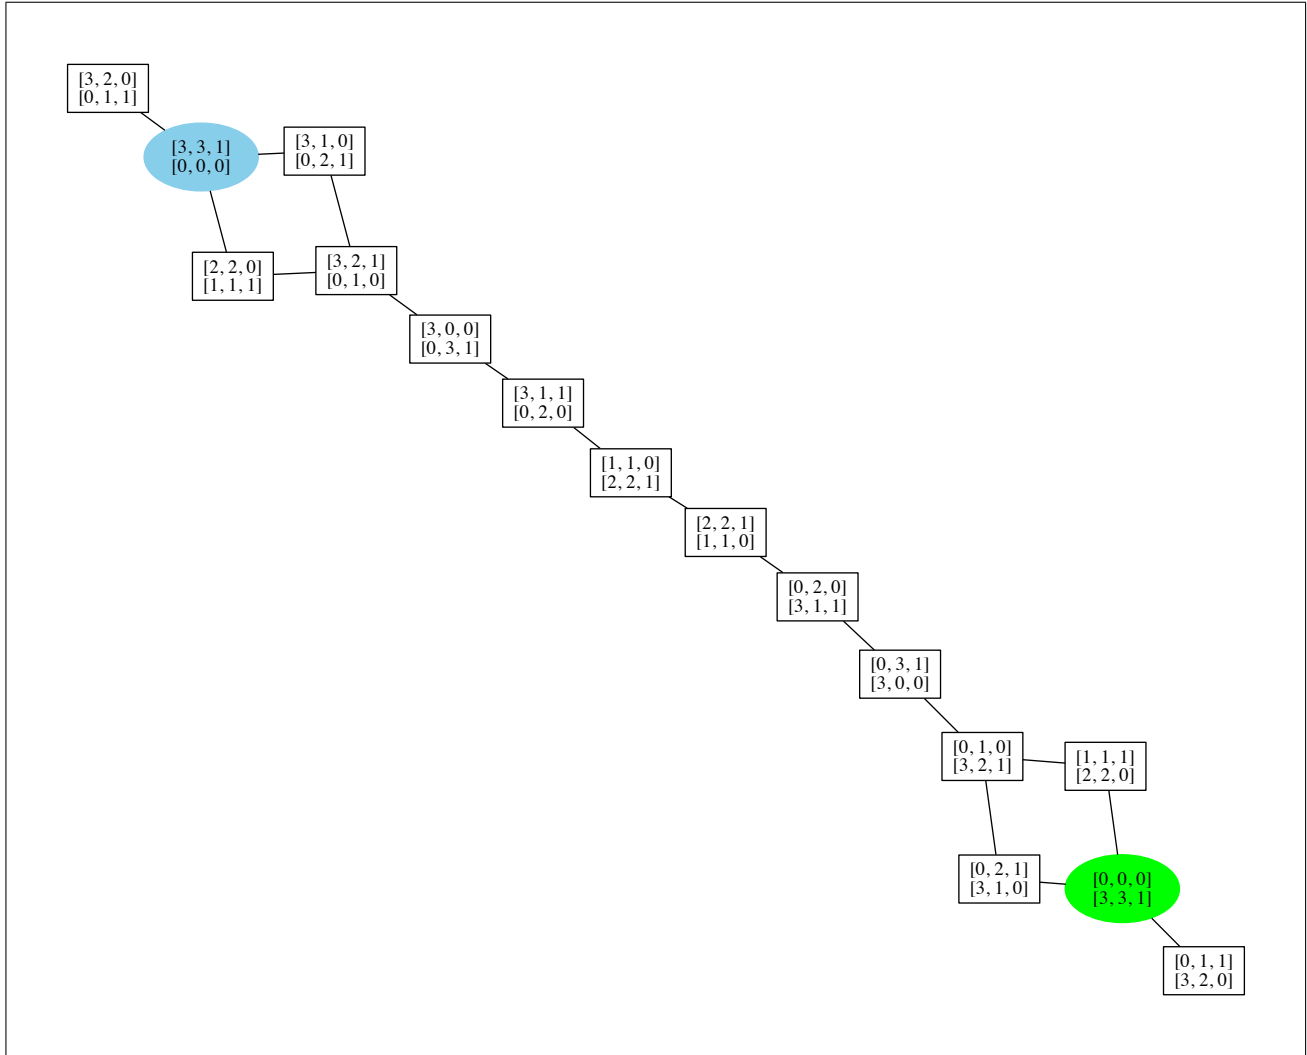 [3, 2, 0]
[0, 1, 1]
[3, 3, 1]
[0, 0, 0]
[3, 1, 0]
[0, 2, 1]
[2, 2, 0]
[1, 1, 1]
[3, 2, 1]
[0, 1, 0]
[3, 0, 0]
[0, 3, 1]
[3, 1, 1]
[0, 2, 0]
[1, 1, 0]
[2, 2, 1]
[2, 2, 1]
[1, 1, 0]
[0, 2, 0]
[3, 1, 1]
[0, 3, 1]
[3, 0, 0]
[0, 1, 0]
[3, 2, 1]
[1, 1, 1]
[2, 2, 0]
[0, 2, 1]
[3, 1, 0]
[0, 0, 0]
[3, 3, 1]
[0, 1, 1]
[3, 2, 0]